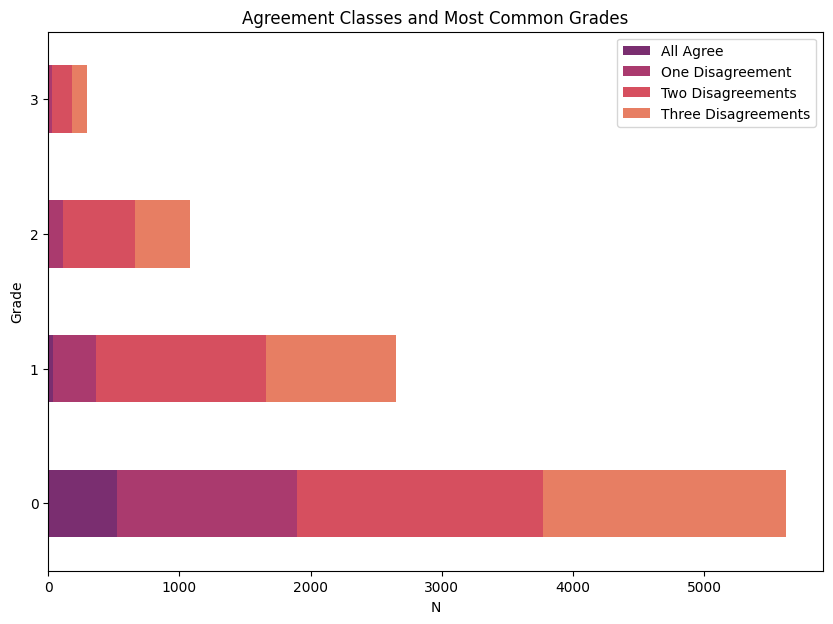 Agreement Classes and Most Common Grades
All Agree
One Disagreement
Two Disagreements
Three Disagreements
Grade
3
2
1
0
0 1000 2000 3000 4000 5000
N